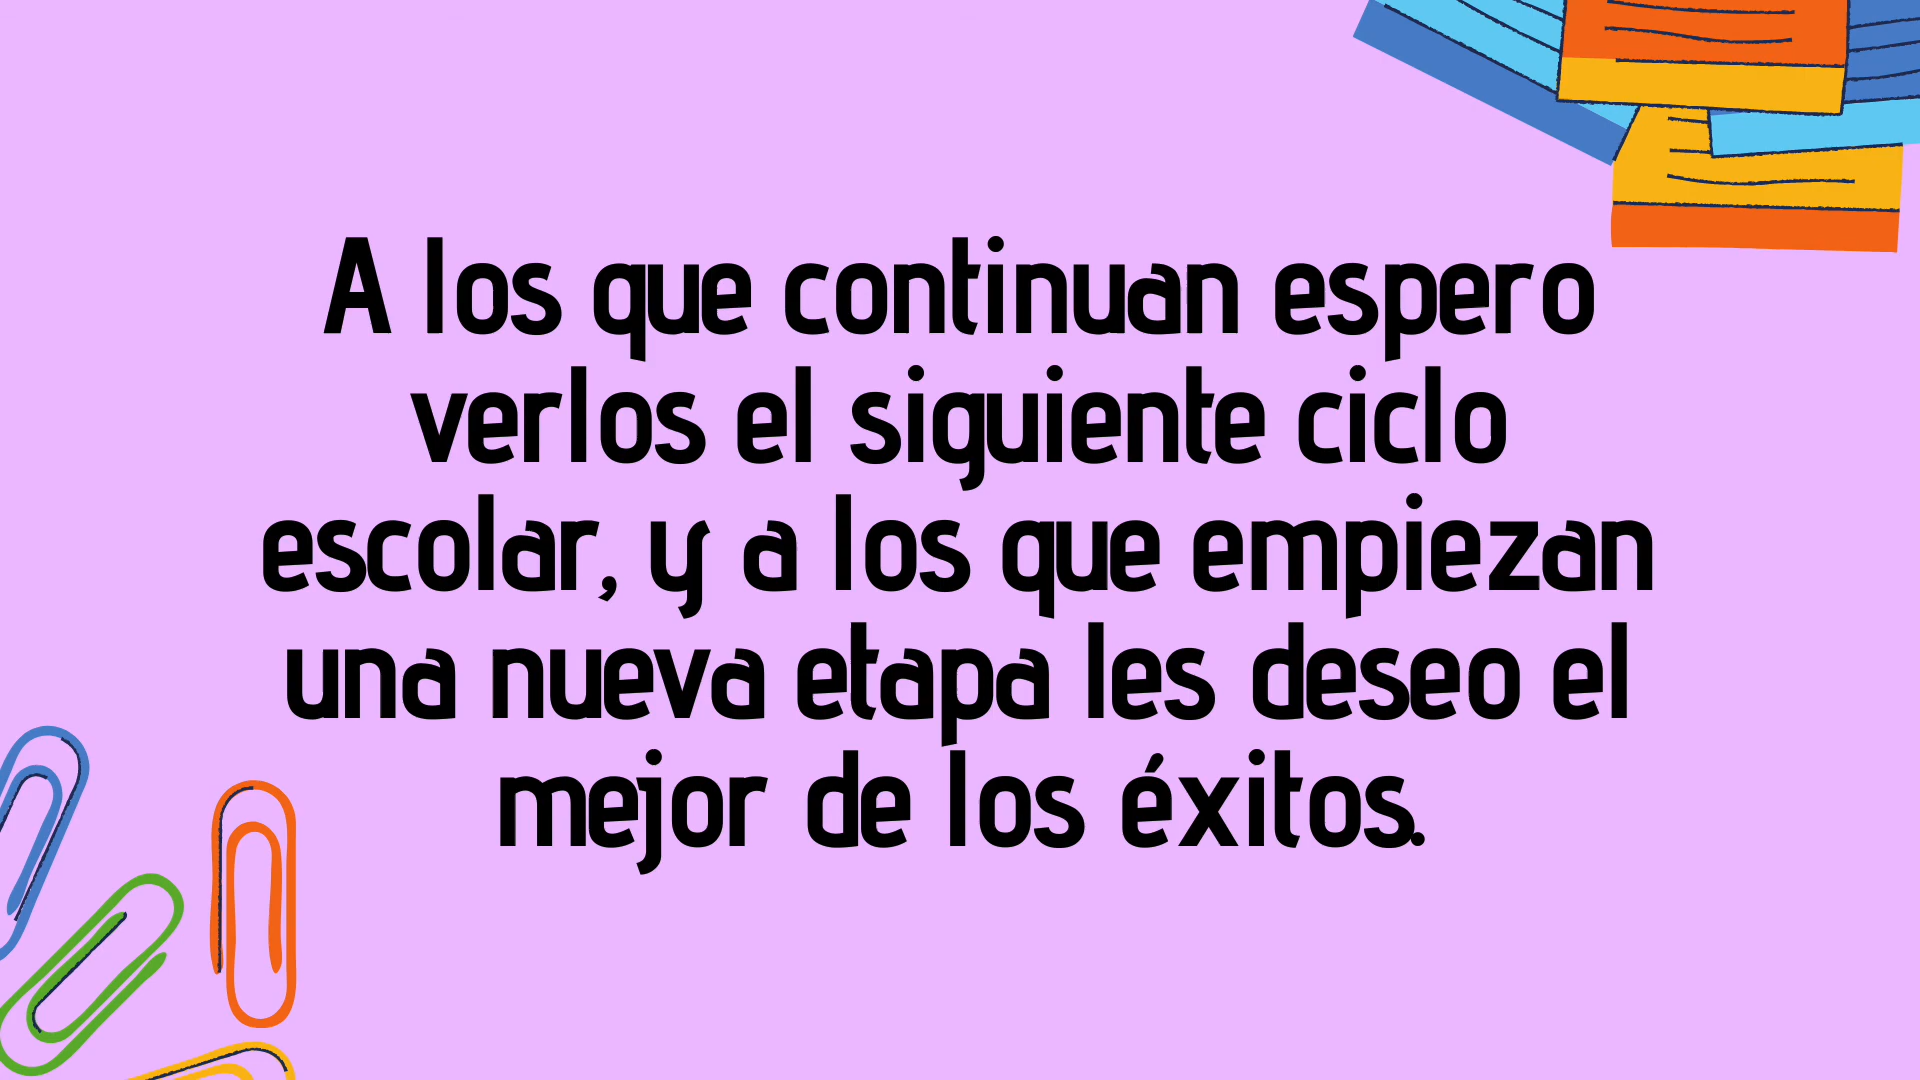 A los que continuan espero
verlos el siguiente ciclo
escolar, y a los que empiezan
una nueva etapa les deseo el
mejor de los éxitos.